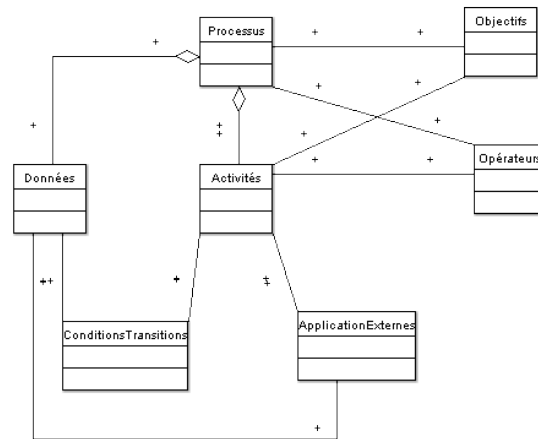 Processus
Objectifs
+
+
+
+
+
+
+
+
+
+
+
+
Données
Activités
Opérateurs
++
+
+
+
ConditionsTransitions
ApplicationExternes
+